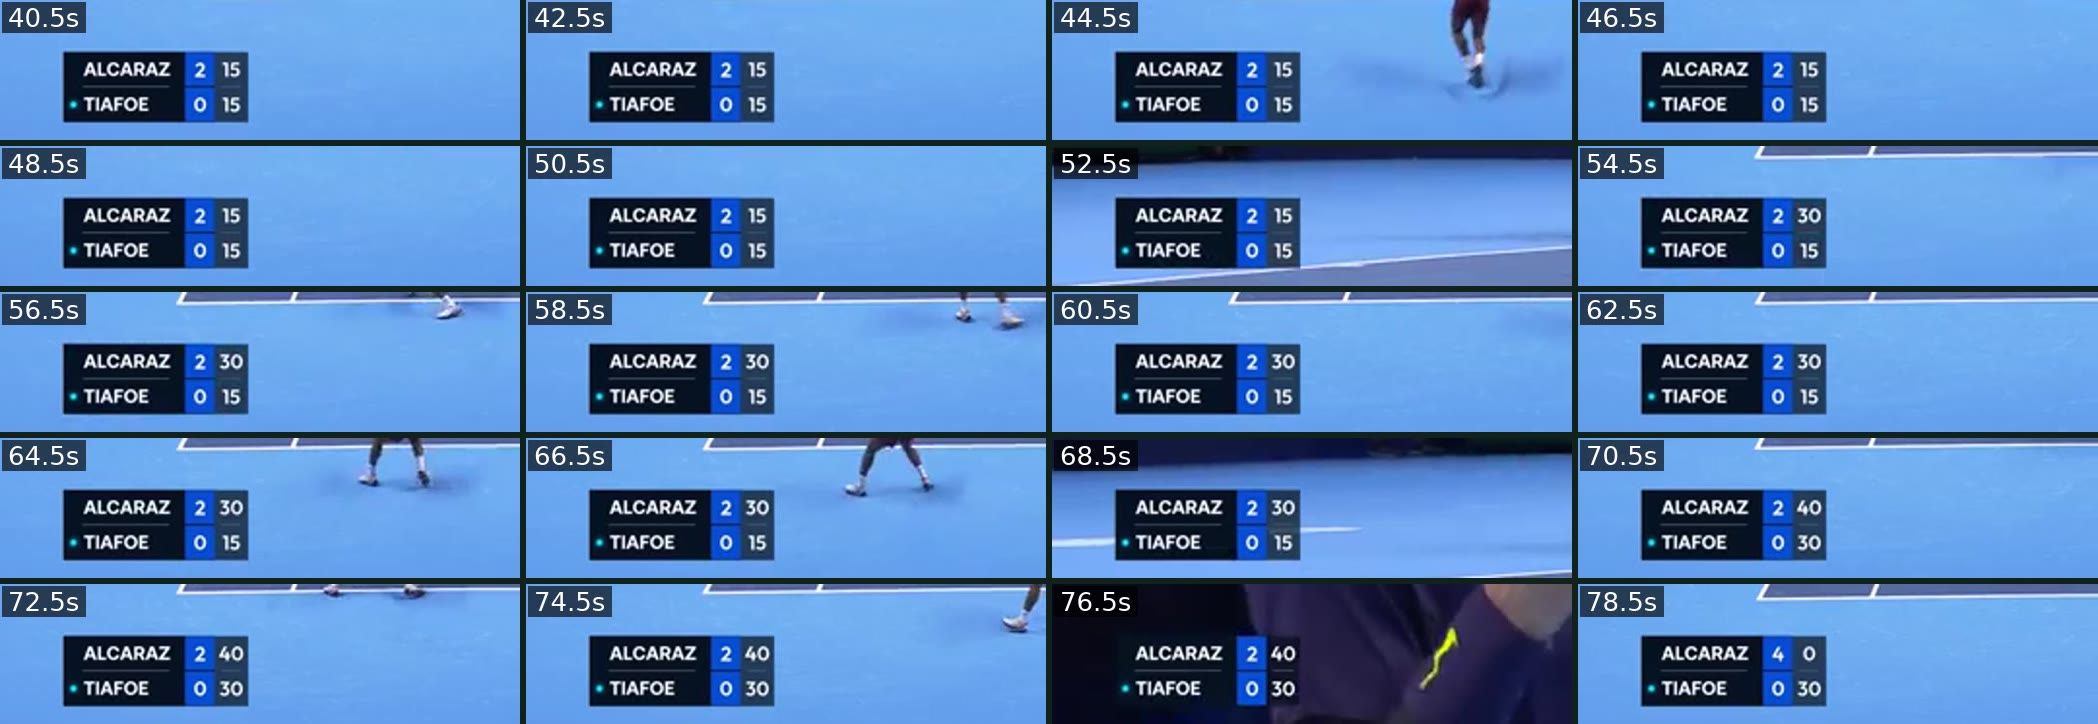 40.5s
ALCARAZ 2 15
TIAFOE 0 15
42.5s
ALCARAZ 2 15
TIAFOE 0 15
44.5s
ALCARAZ 2 15
TIAFOE 0 15
46.5s
ALCARAZ 2 15
TIAFOE 0 15
48.5s
ALCARAZ 2 15
TIAFOE 0 15
50.5s
ALCARAZ 2 15
TIAFOE 0 15
52.5s
ALCARAZ 2 15
TIAFOE 0 15
54.5s
ALCARAZ 2 30
TIAFOE 0 15
56.5s
ALCARAZ 2 30
TIAFOE 0 15
58.5s
ALCARAZ 2 30
TIAFOE 0 15
60.5s
ALCARAZ 2 30
TIAFOE 0 15
62.5s
ALCARAZ 2 30
TIAFOE 0 15
64.5s
ALCARAZ 2 30
TIAFOE 0 15
66.5s
ALCARAZ 2 30
TIAFOE 0 15
68.5s
ALCARAZ 2 30
TIAFOE 0 15
70.5s
ALCARAZ 2 40
TIAFOE 0 30
72.5s
ALCARAZ 2 40
TIAFOE 0 30
74.5s
ALCARAZ 2 40
TIAFOE 0 30
76.5s
ALCARAZ 2 40
TIAFOE 0 30
78.5s
ALCARAZ 4 0
TIAFOE 0 30